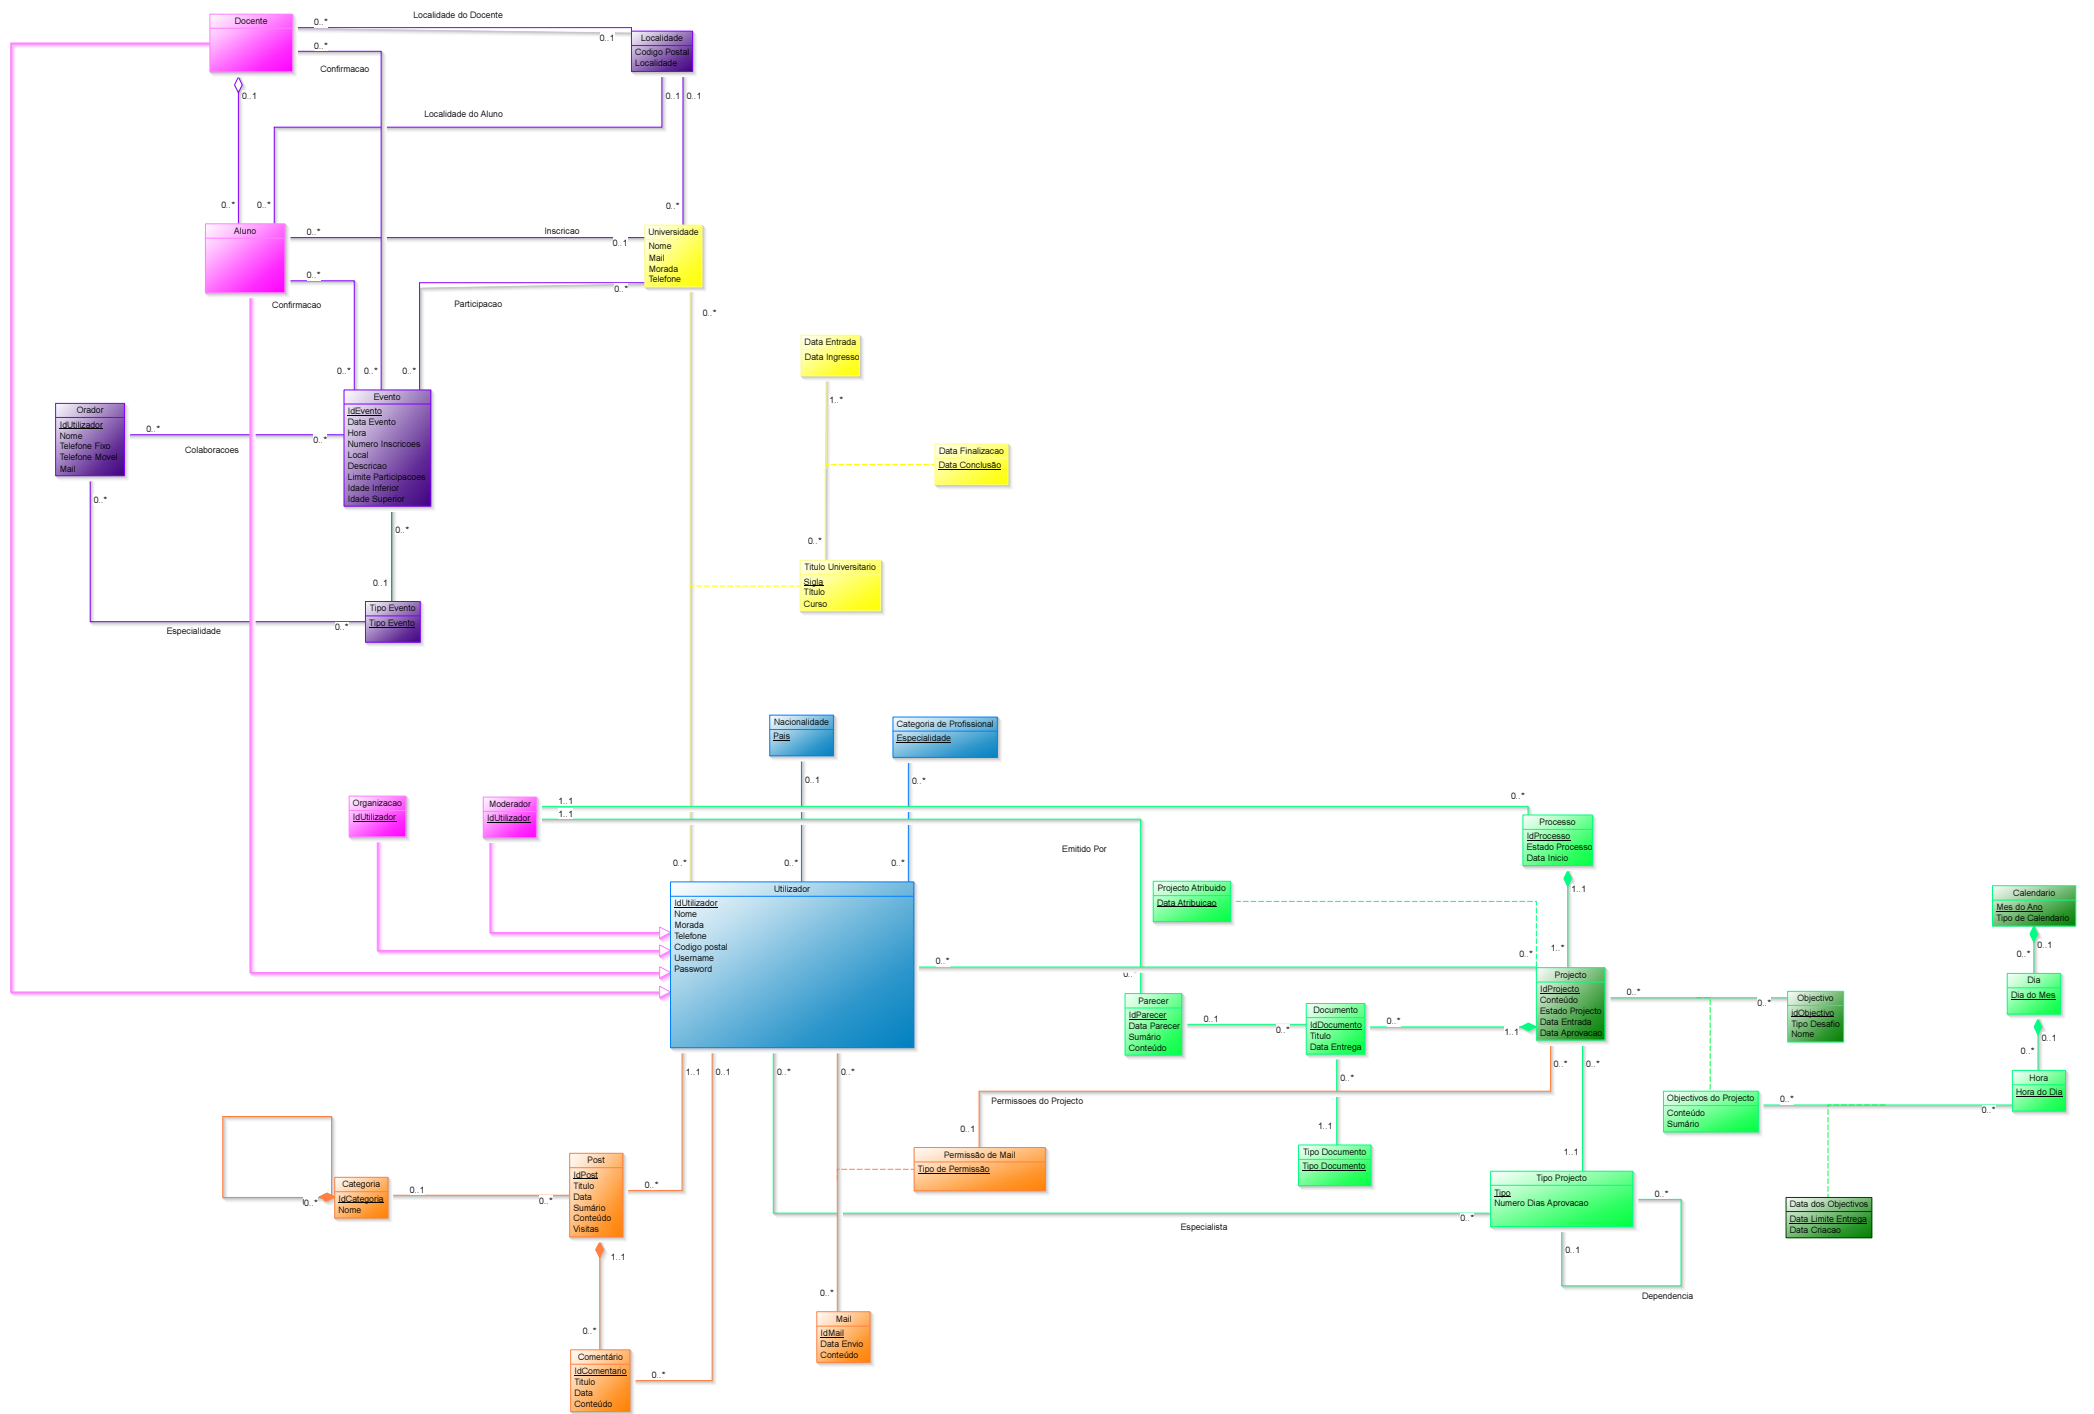 Localidade do Docente
Docente
0..*
0..1
Localidade
Codigo Postal
Localidade
0..*
Confirmacao
0..1
0..1
0..1
Localidade do Aluno
0..*
0..*
0..*
Aluno
0..*
Inscricao
0..1
Universidade
Nome
Mail
Morada
Telefone
0..*
Confirmacao
Participacao
0..*
0..*
Data Entrada
Data Ingresso
0..*
0..*
0..*
1..*
Evento
IdEvento
Data Evento
Hora
Numero Inscricoes
Local
Descricao
Limite Participacoes
Idade Inferior
Idade Superior
Orador
IdUtilizador
Nome
Telefone Fixo
Telefone Movel
Mail
0..*
0..*
Colaboracoes
Data Finalizacao
Data Conclusão
0..*
0..*
0..*
Titulo Universitario
Sigla
Título
Curso
0..1
Tipo Evento
Tipo Evento
Especialidade
0..*
Nacionalidade
Pais
Categoria de Profissional
Especialidade
0..1
0..*
Organizacao
IdUtilizador
Moderador
IdUtilizador
1..1
1..1
0..*
Processo
IdProcesso
Estado Processo
Data Inicio
Emitido Por
0..*
0..*
0..*
Utilizador
IdUtilizador
Nome
Morada
Telefone
Codigo postal
Username
Password
Projecto Atribuido
Data Atribuicao
1..1
Calendario
Mes do Ano
Tipo de Calendario
0..*
0..*
1..*
0..1
0..*
0..
Projecto
IdProjecto
Conteúdo
Estado Projecto
Data Entrada
Data Aprovacao
Dia
Dia do Mes
Parecer
IdParecer
Data Parecer
Sumário
Conteúdo
0..1
0..*
Documento
IdDocumento
Titulo
Data Entrega
0..*
1..1
0..*
0..*
Objectivo
idObjectivo
Tipo Desafio
Nome
0..1
0..*
1..1
0..1
0..*
0..*
0..*
0..*
0..*
Hora
Hora do Dia
Objectivos do Projecto
Conteúdo
Sumário
0..*
0..*
Permissoes do Projecto
0..1
1..1
1..1
Permissão de Mail
Tipo de Permissão
Tipo Documento
Tipo Documento
Tipo Projecto
Tipo
Numero Dias Aprovacao
0..*
Post
IdPost
Titulo
Data
Sumário
Conteúdo
Visitas
0..*
Categoria
IdCategoria
Nome
0..*
0..1
0..*
Especialista
0..*
Data dos Objectivos
Data Limite Entrega
Data Criacao
1..1
0..1
Dependencia
0..*
0..*
Mail
IdMail
Data Envio
Conteúdo
Comentário
IdComentario
Titulo
Data
Conteúdo
0..*